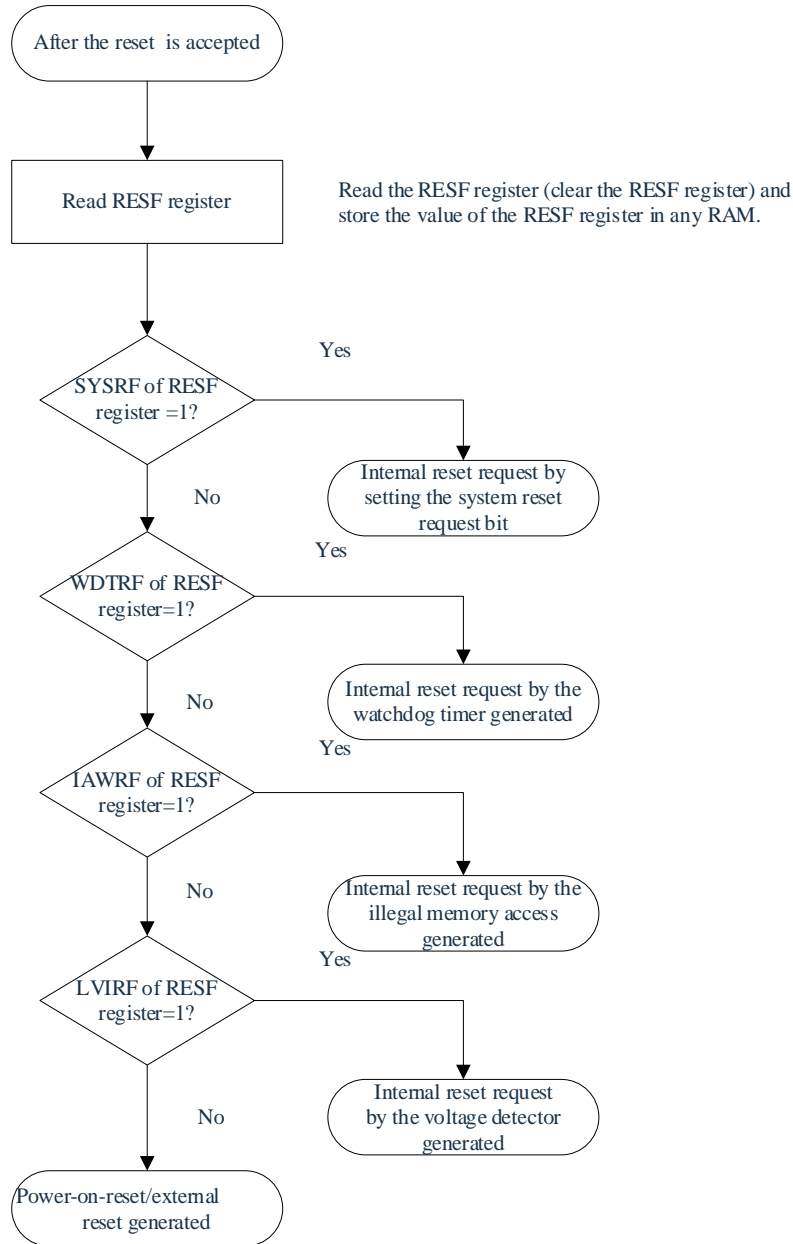 After the reset is accepted
Read RESF register
Read the RESF register (clear the RESF register) and
store the value of the RESF register in any RAM.
Yes
SYSRF of RESF
register =1?
Internal reset request by
setting the system reset
request bit
No
Yes
WDTRF of RESF
register=1?
Internal reset request by the
watchdog timer generated
No
Yes
IAWRF of RESF
register=1?
Internal reset request by the
illegal memory access
generated
No
Yes
LVIRF of RESF
register=1?
Internal reset request
by the voltage detector
generated
No
Power-on-reset/external
reset generated